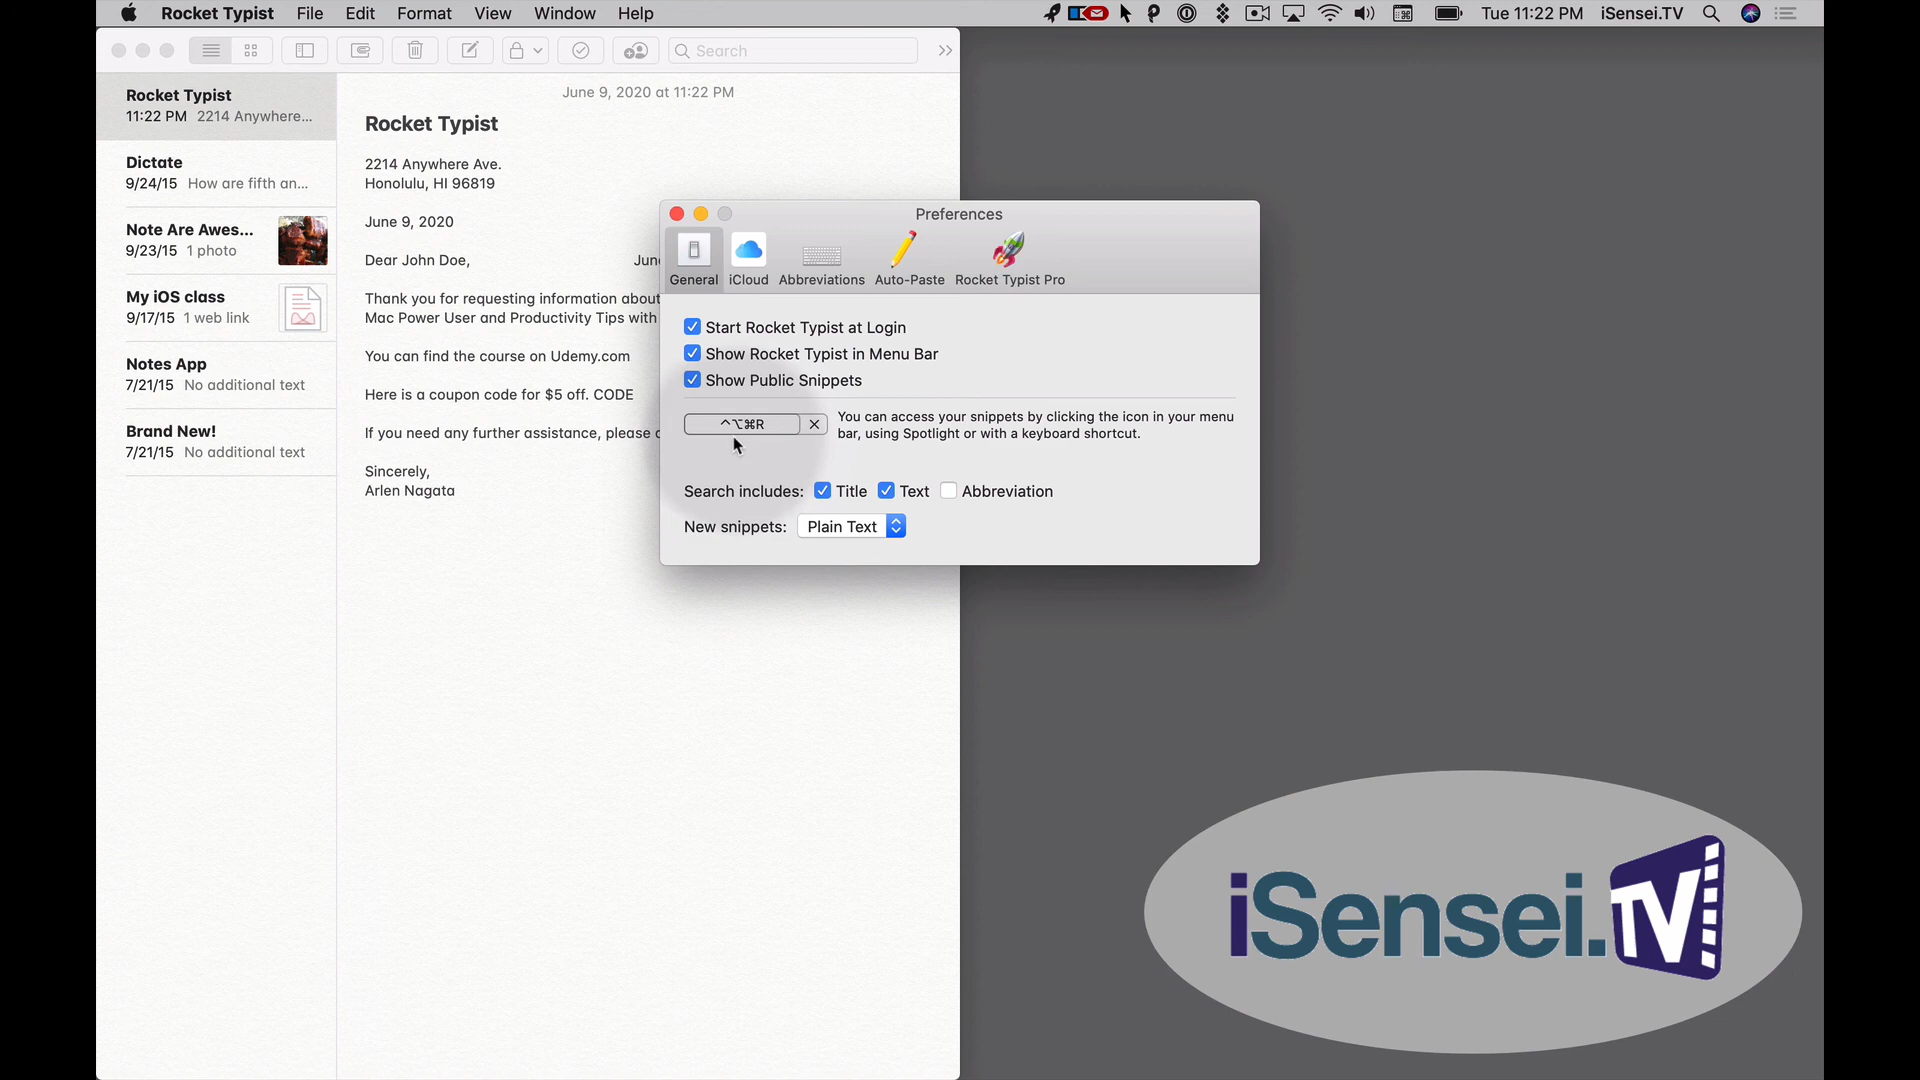 Rocket Typist File Edit Format View Window Help Tue 11:22 PM iSensei.TV
Search
Rocket Typist
11:22 PM 2214 Anywhere...
Dictate
9/24/15 How are fifth an...
Note Are Awes...
9/23/15 1 photo
My iOS class
9/17/15 1 web link
Notes App
7/21/15 No additional text
Brand New!
7/21/15 No additional text
June 9, 2020 at 11:22 PM
Rocket Typist
2214 Anywhere Ave.
Honolulu, HI 96819
June 9, 2020
Dear John Doe, June
Thank you for requesting information about
Mac Power User and Productivity Tips with
You can find the course on Udemy.com
Here is a coupon code for $5 off. CODE
If you need any further assistance, please
Sincerely,
Arlen Nagata
Preferences
General iCloud Abbreviations Auto-Paste Rocket Typist Pro
Start Rocket Typist at Login
Show Rocket Typist in Menu Bar
Show Public Snippets
^⌥⌘R
You can access your snippets by clicking the icon in your menu
bar, using Spotlight or with a keyboard shortcut.
Search includes: Title Text Abbreviation
New snippets: Plain Text
iSensei.TV